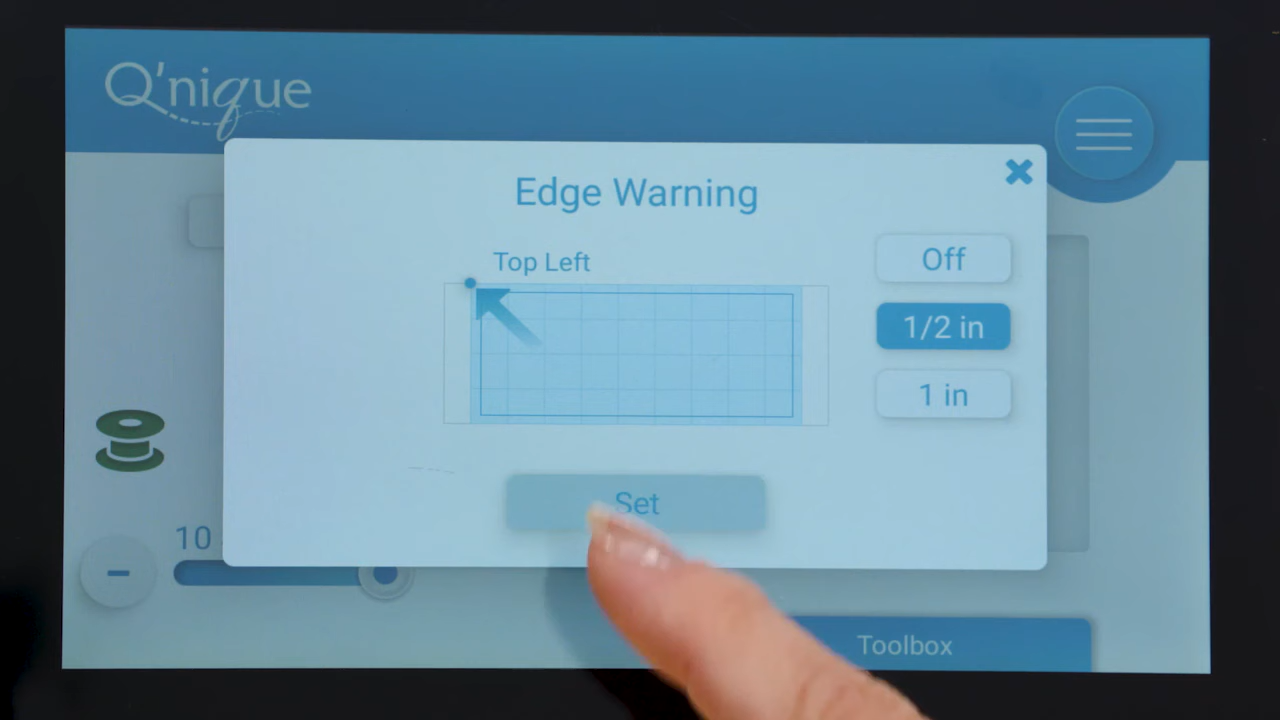 Q'nique
Edge Warning
Top Left
Off
1/2 in
1 in
Set
10
-
Toolbox